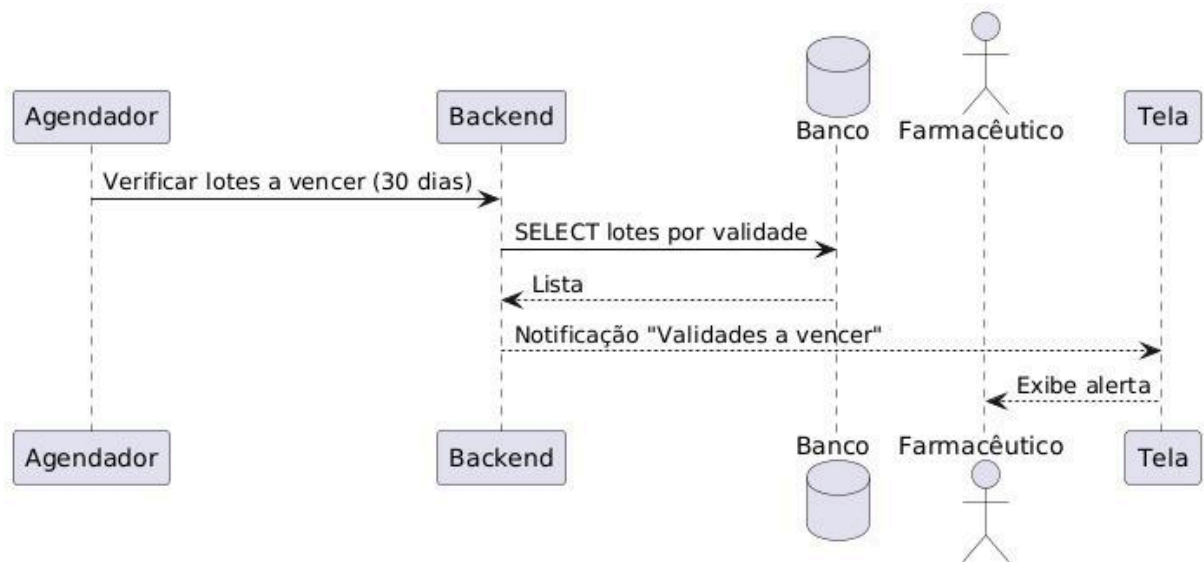 Agendador
Backend
Banco
Farmacêutico
Tela
Verificar lotes a vencer (30 dias)
SELECT lotes por validade
Lista
Notificação "Validades a vencer"
Exibe alerta
Agendador
Backend
Banco
Farmacêutico
Tela